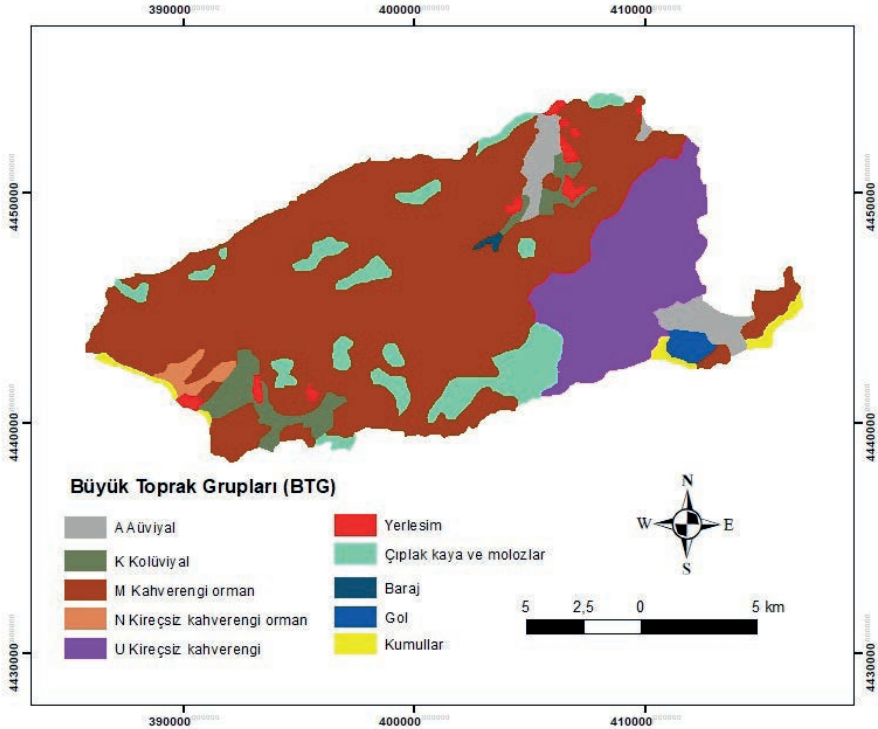 390000 400000 410000
4450000 4450000
4440000 4440000
Büyük Toprak Grupları (BTG)
A Aüviyal
K Kolüviyal
M Kahverengi orman
N Kireçsiz kahverengi orman
U Kireçsiz kahverengi
Yerlesim
Çıplak kaya ve molozlar
Baraj
Gol
Kumullar
N
W E
S
5 2,5 0 5 km
4430000 4430000
390000 400000 410000